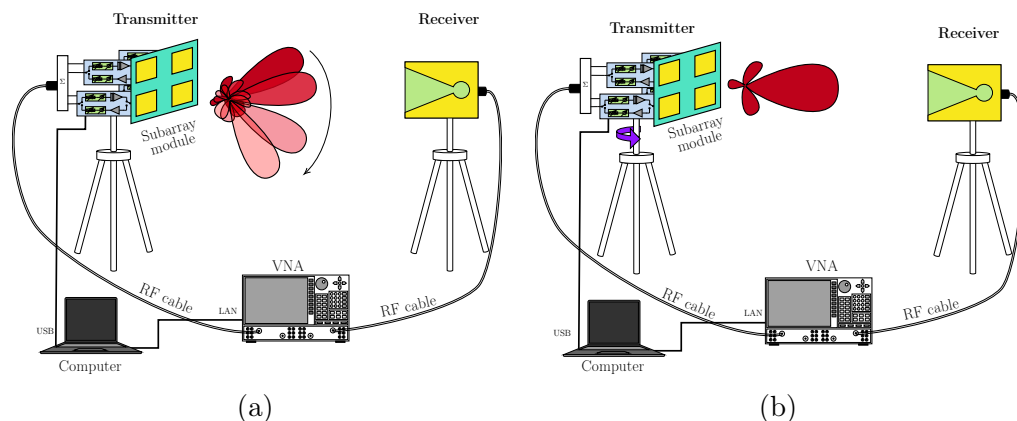 Transmitter
Receiver
Σ
Subarray
module
VNA
RF cable
RF cable
LAN
USB
Computer
(a)
Transmitter
Receiver
Σ
Subarray
module
VNA
RF cable
RF cable
LAN
USB
Computer
(b)